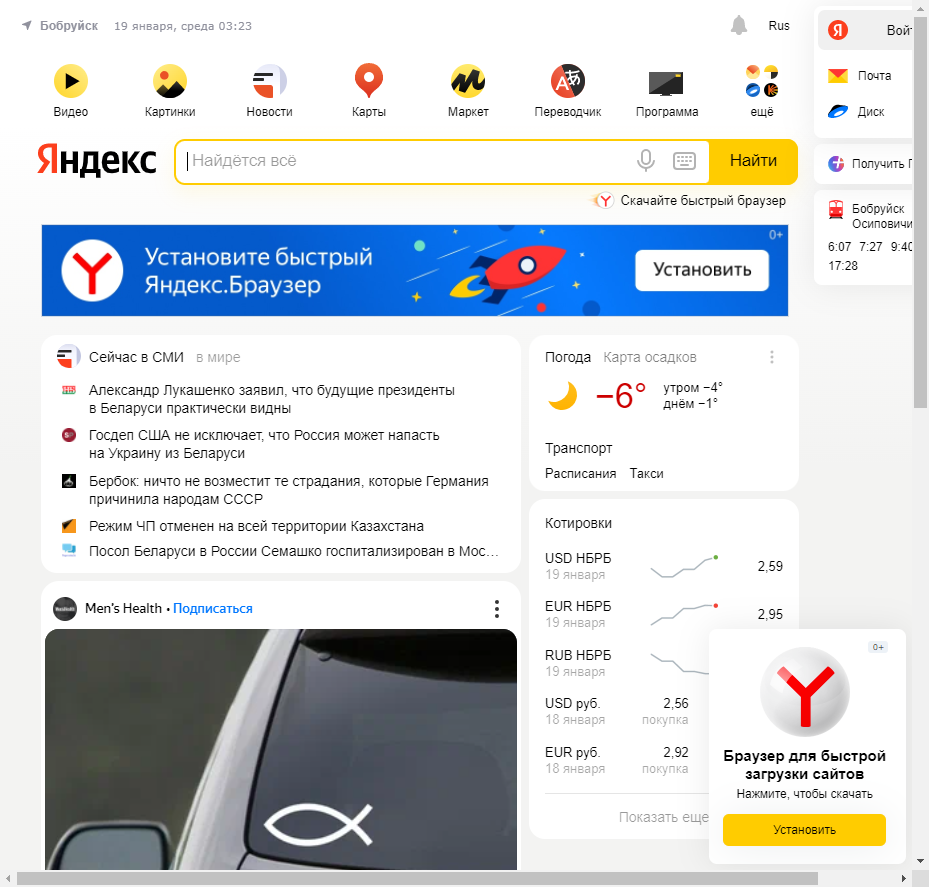 Бобруйск 19 января, среда 03:23
Rus
Войт
Почта
Диск
Видео
Картинки
Новости
Карты
Маркет
Переводчик
Программа
ещё
Яндекс
Найдётся всё
Найти
Скачайте быстрый браузер
Получить П
Бобруйск
Осиповичи
6:07 7:27 9:40
17:28
Установите быстрый
Яндекс.Браузер
Установить
0+
Сейчас в СМИ в мире
Александр Лукашенко заявил, что будущие президенты
в Беларуси практически видны
Госдеп США не исключает, что Россия может напасть
на Украину из Беларуси
Бербок: ничто не возместит те страдания, которые Германия
причинила народам СССР
Режим ЧП отменен на всей территории Казахстана
Посол Беларуси в России Семашко госпитализирован в Мос...
Погода Карта осадков
−6°
утром −4°
днём −1°
Транспорт
Расписания Такси
Котировки
USD НБРБ
19 января
2,59
EUR НБРБ
19 января
2,95
RUB НБРБ
19 января
USD руб. 2,56
18 января покупка
EUR руб. 2,92
18 января покупка
Показать еще
Men's Health • Подписаться
0+
Браузер для быстрой
загрузки сайтов
Нажмите, чтобы скачать
Установить